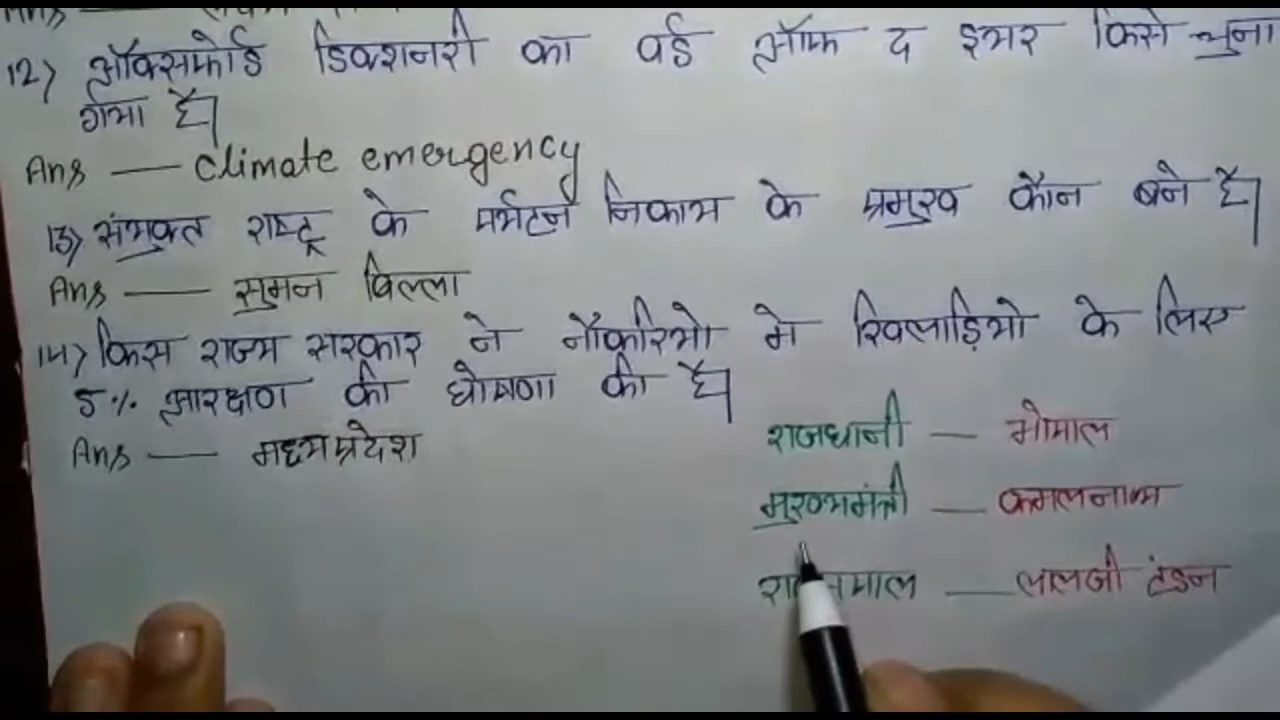 12) ऑक्सफोर्ड डिक्शनरी का वर्ड ऑफ द इयर किसे चुना
गया है|
Ans — Climate emergency
13) संयुक्त राष्ट्र के पर्यटन निकाय के प्रमुख कौन बने है|
Ans — सुमन बिल्ला
14) किस राज्य सरकार ने नौकरियो मे खिलाड़ियो के लिए
5% आरक्षण की घोषणा की है|
Ans — मध्यप्रदेश
राजधानी — भोपाल
मुख्यमंत्री — कमलनाथ
— लालजी टंडन